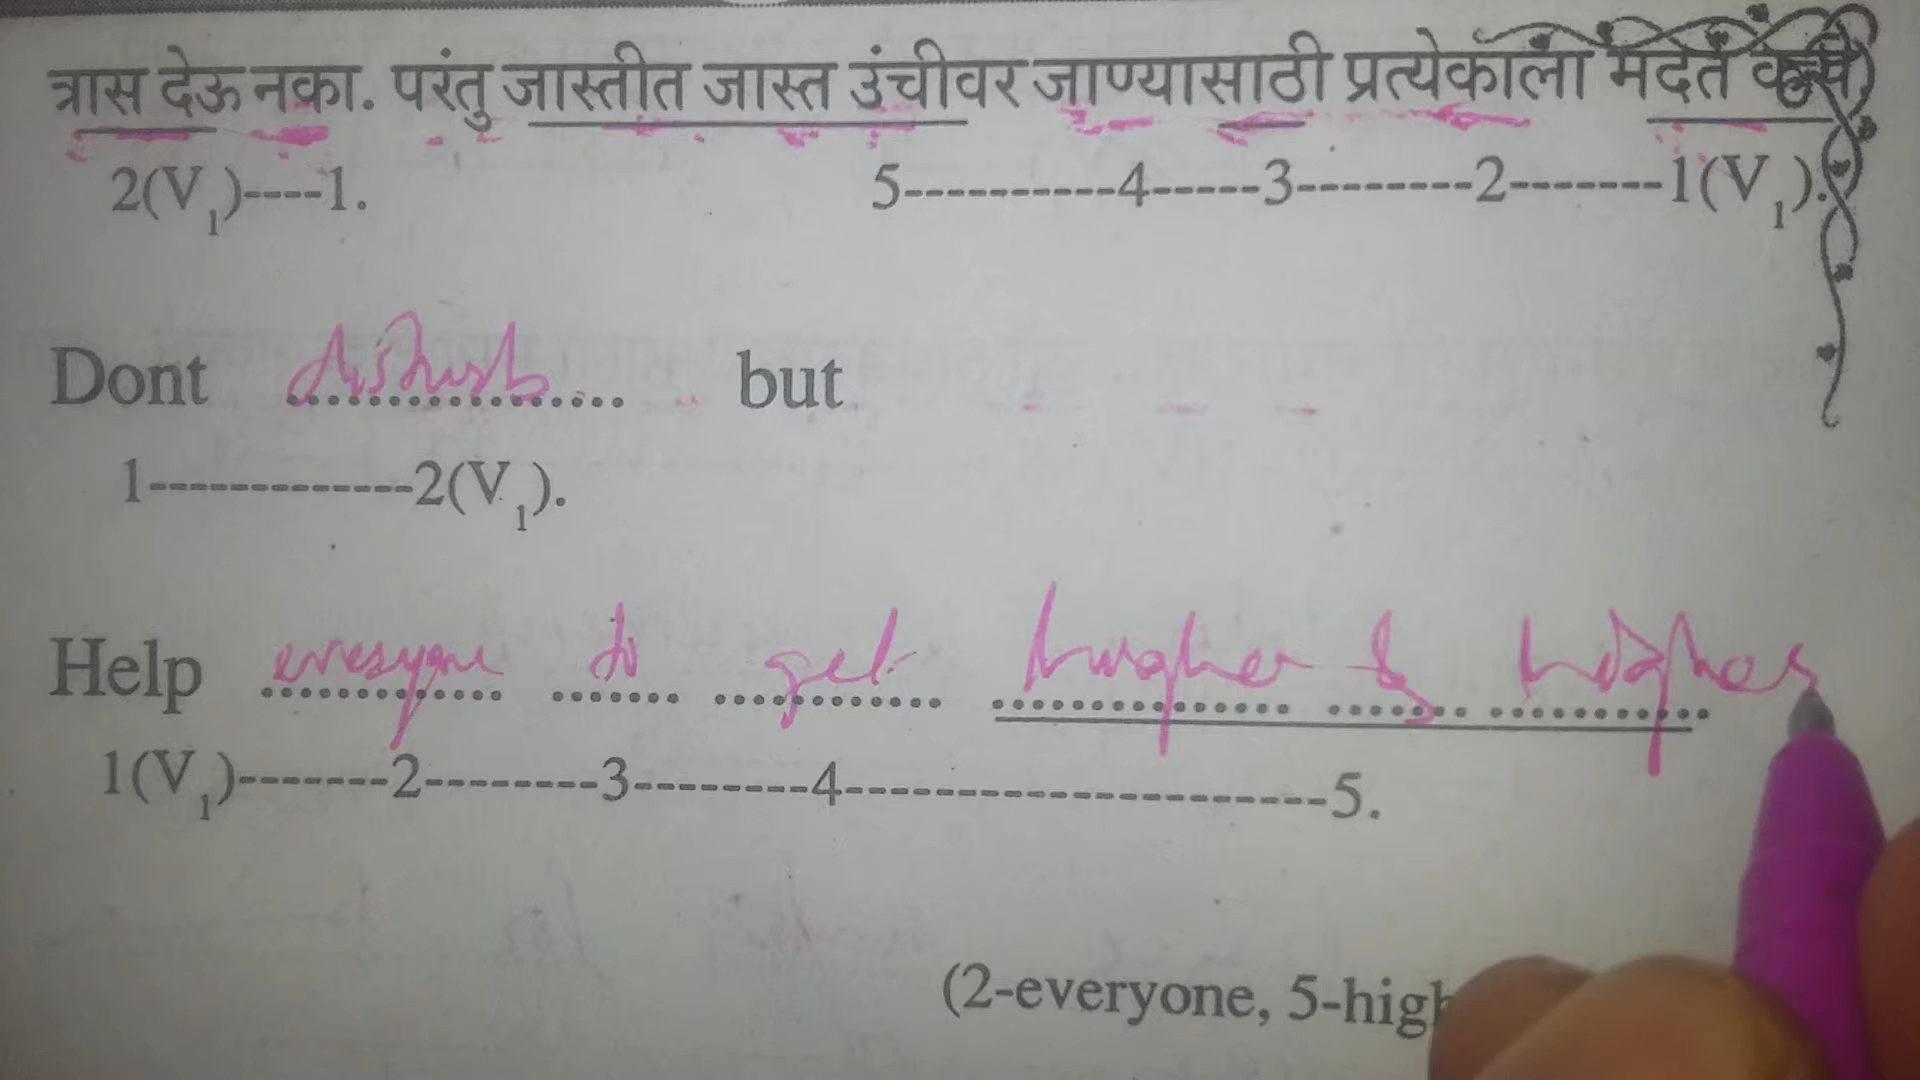 त्रास देऊ नका. परंतु जास्तीत जास्त उंचीवर जाण्यासाठी प्रत्येकाला मदत करा
2(V1)----1. 5----------4-----3--------2-------1(V1).
Dont disturb but
1-------------2(V1).
Help everyone to get higher & higher
1(V1)-------2--------3--------4-----------------------5.
(2-everyone, 5-high